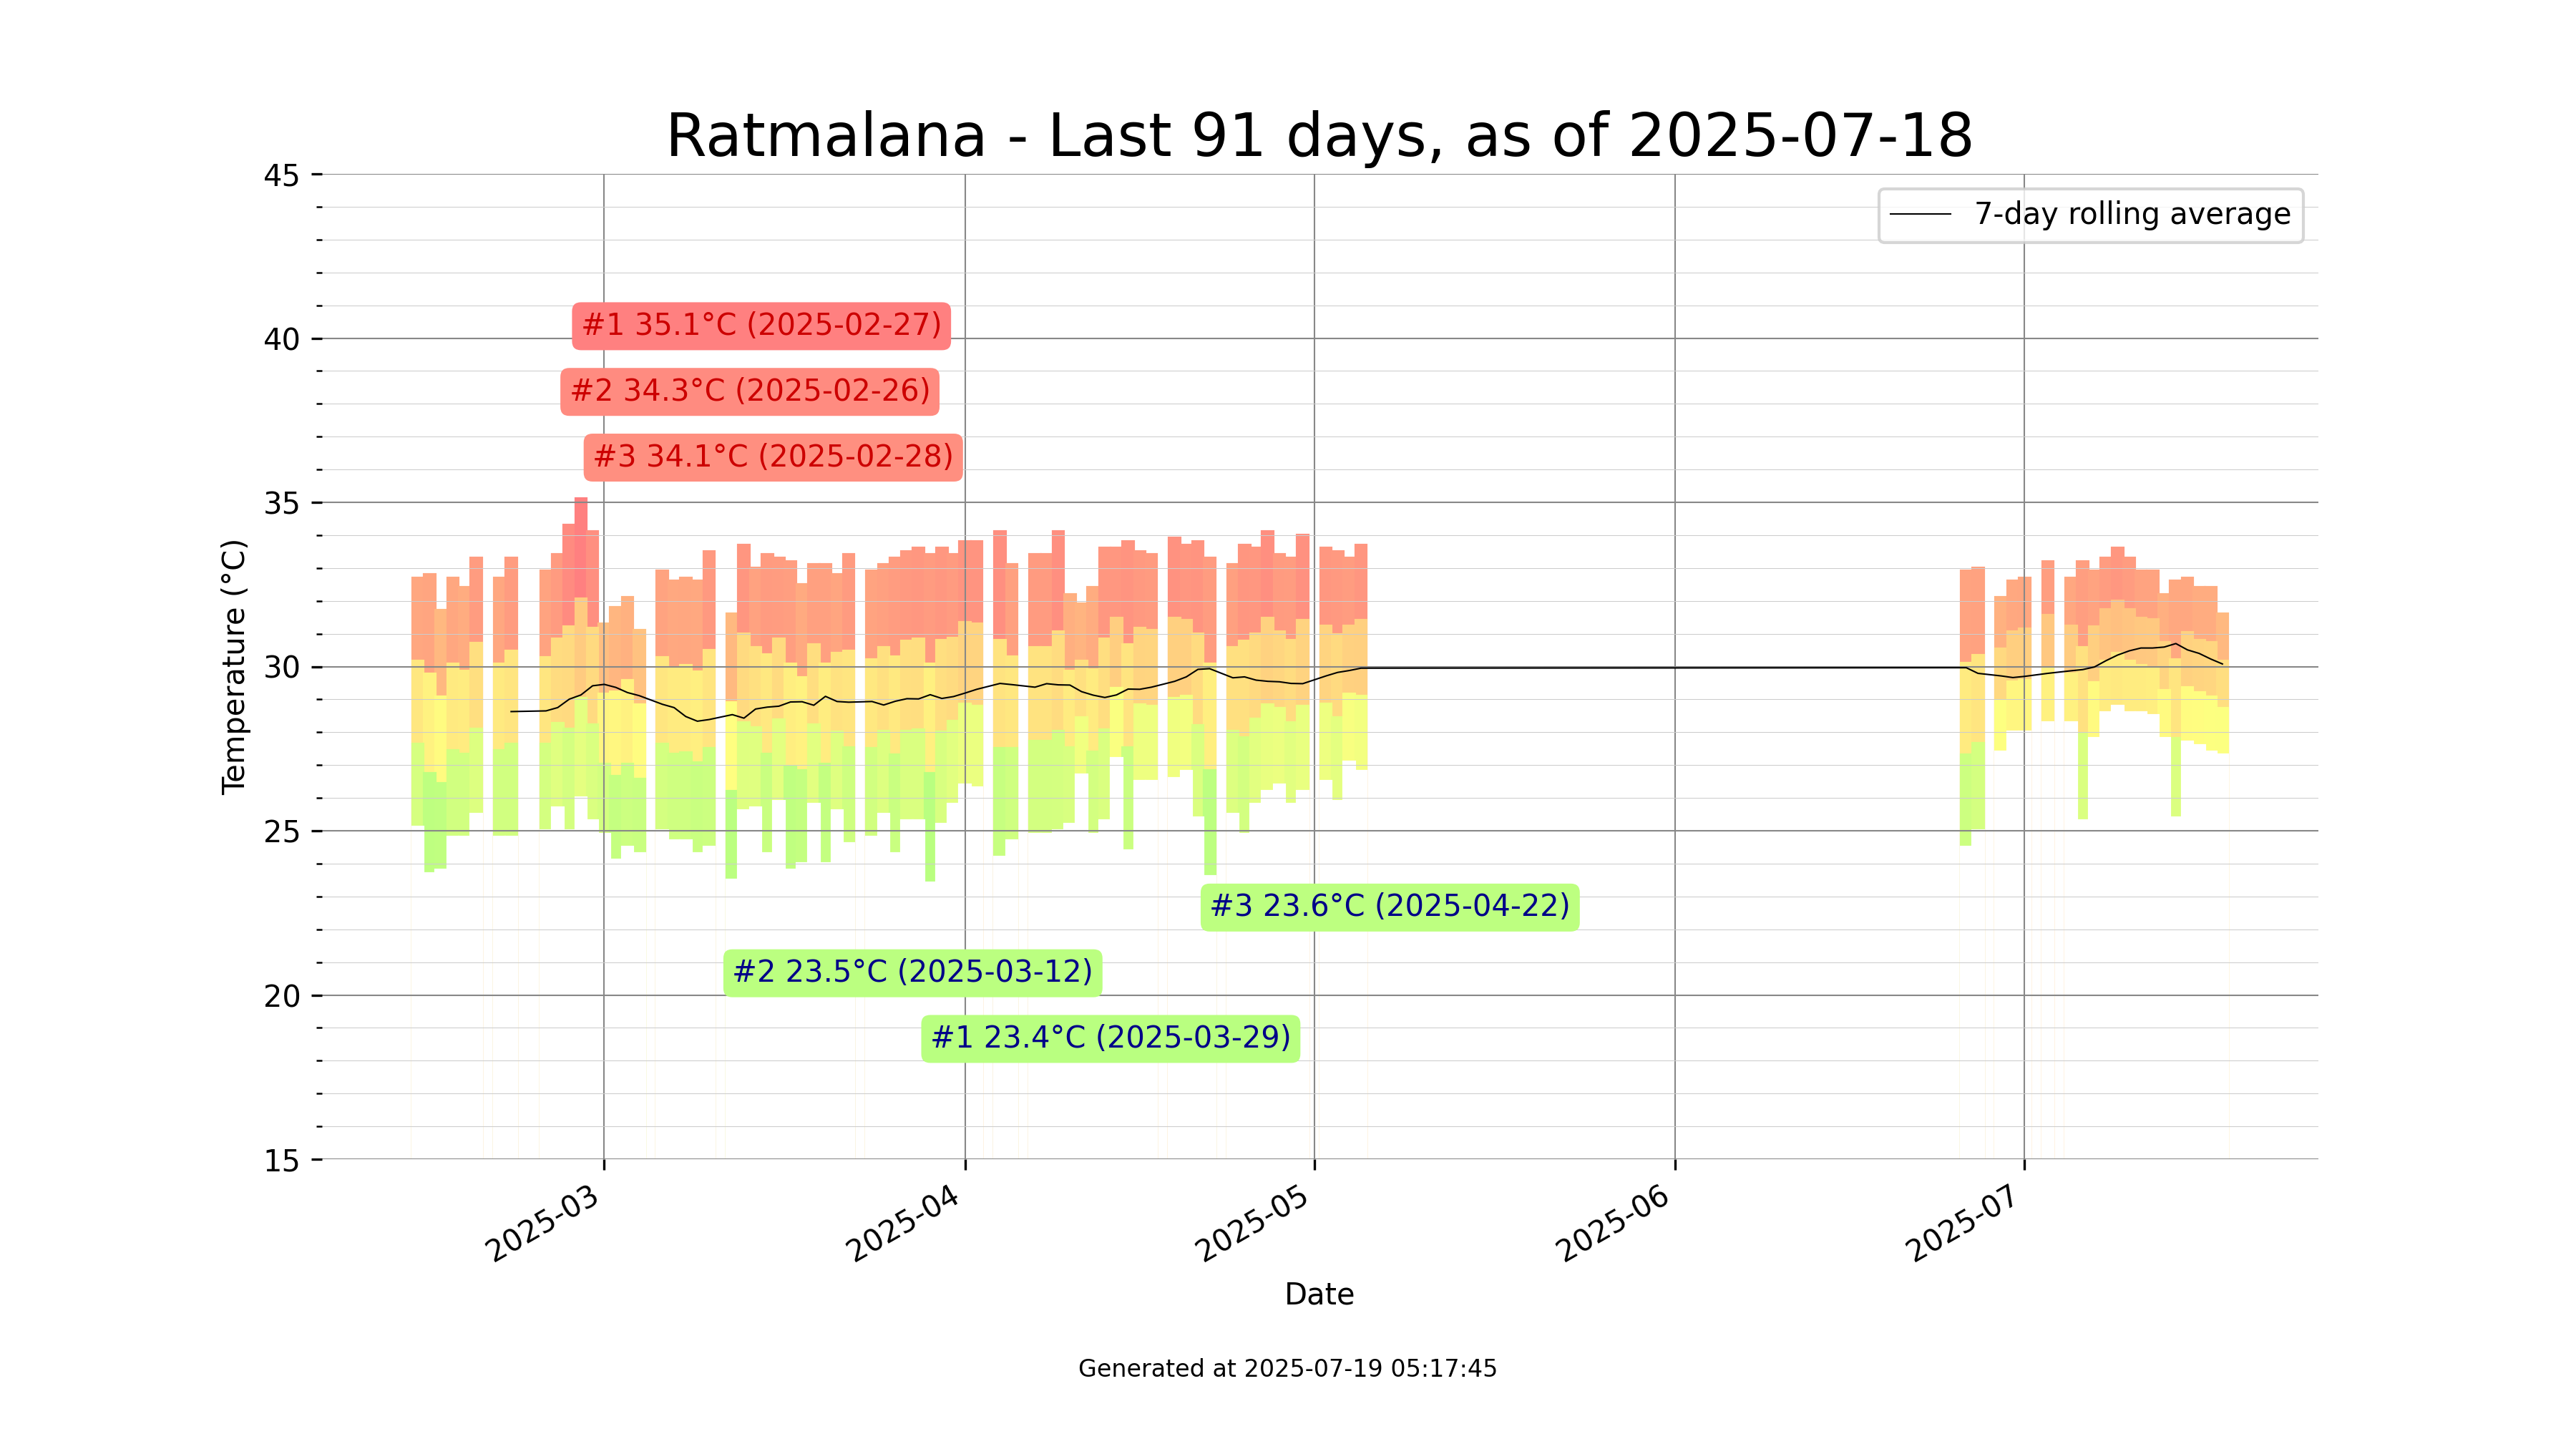 Ratmalana - Last 91 days, as of 2025-07-18
7-day rolling average
45
40
35
30
25
20
15
Temperature (°C)
#1 35.1°C (2025-02-27)
#2 34.3°C (2025-02-26)
#3 34.1°C (2025-02-28)
#3 23.6°C (2025-04-22)
#2 23.5°C (2025-03-12)
#1 23.4°C (2025-03-29)
2025-03
2025-04
2025-05
2025-06
2025-07
Date
Generated at 2025-07-19 05:17:45